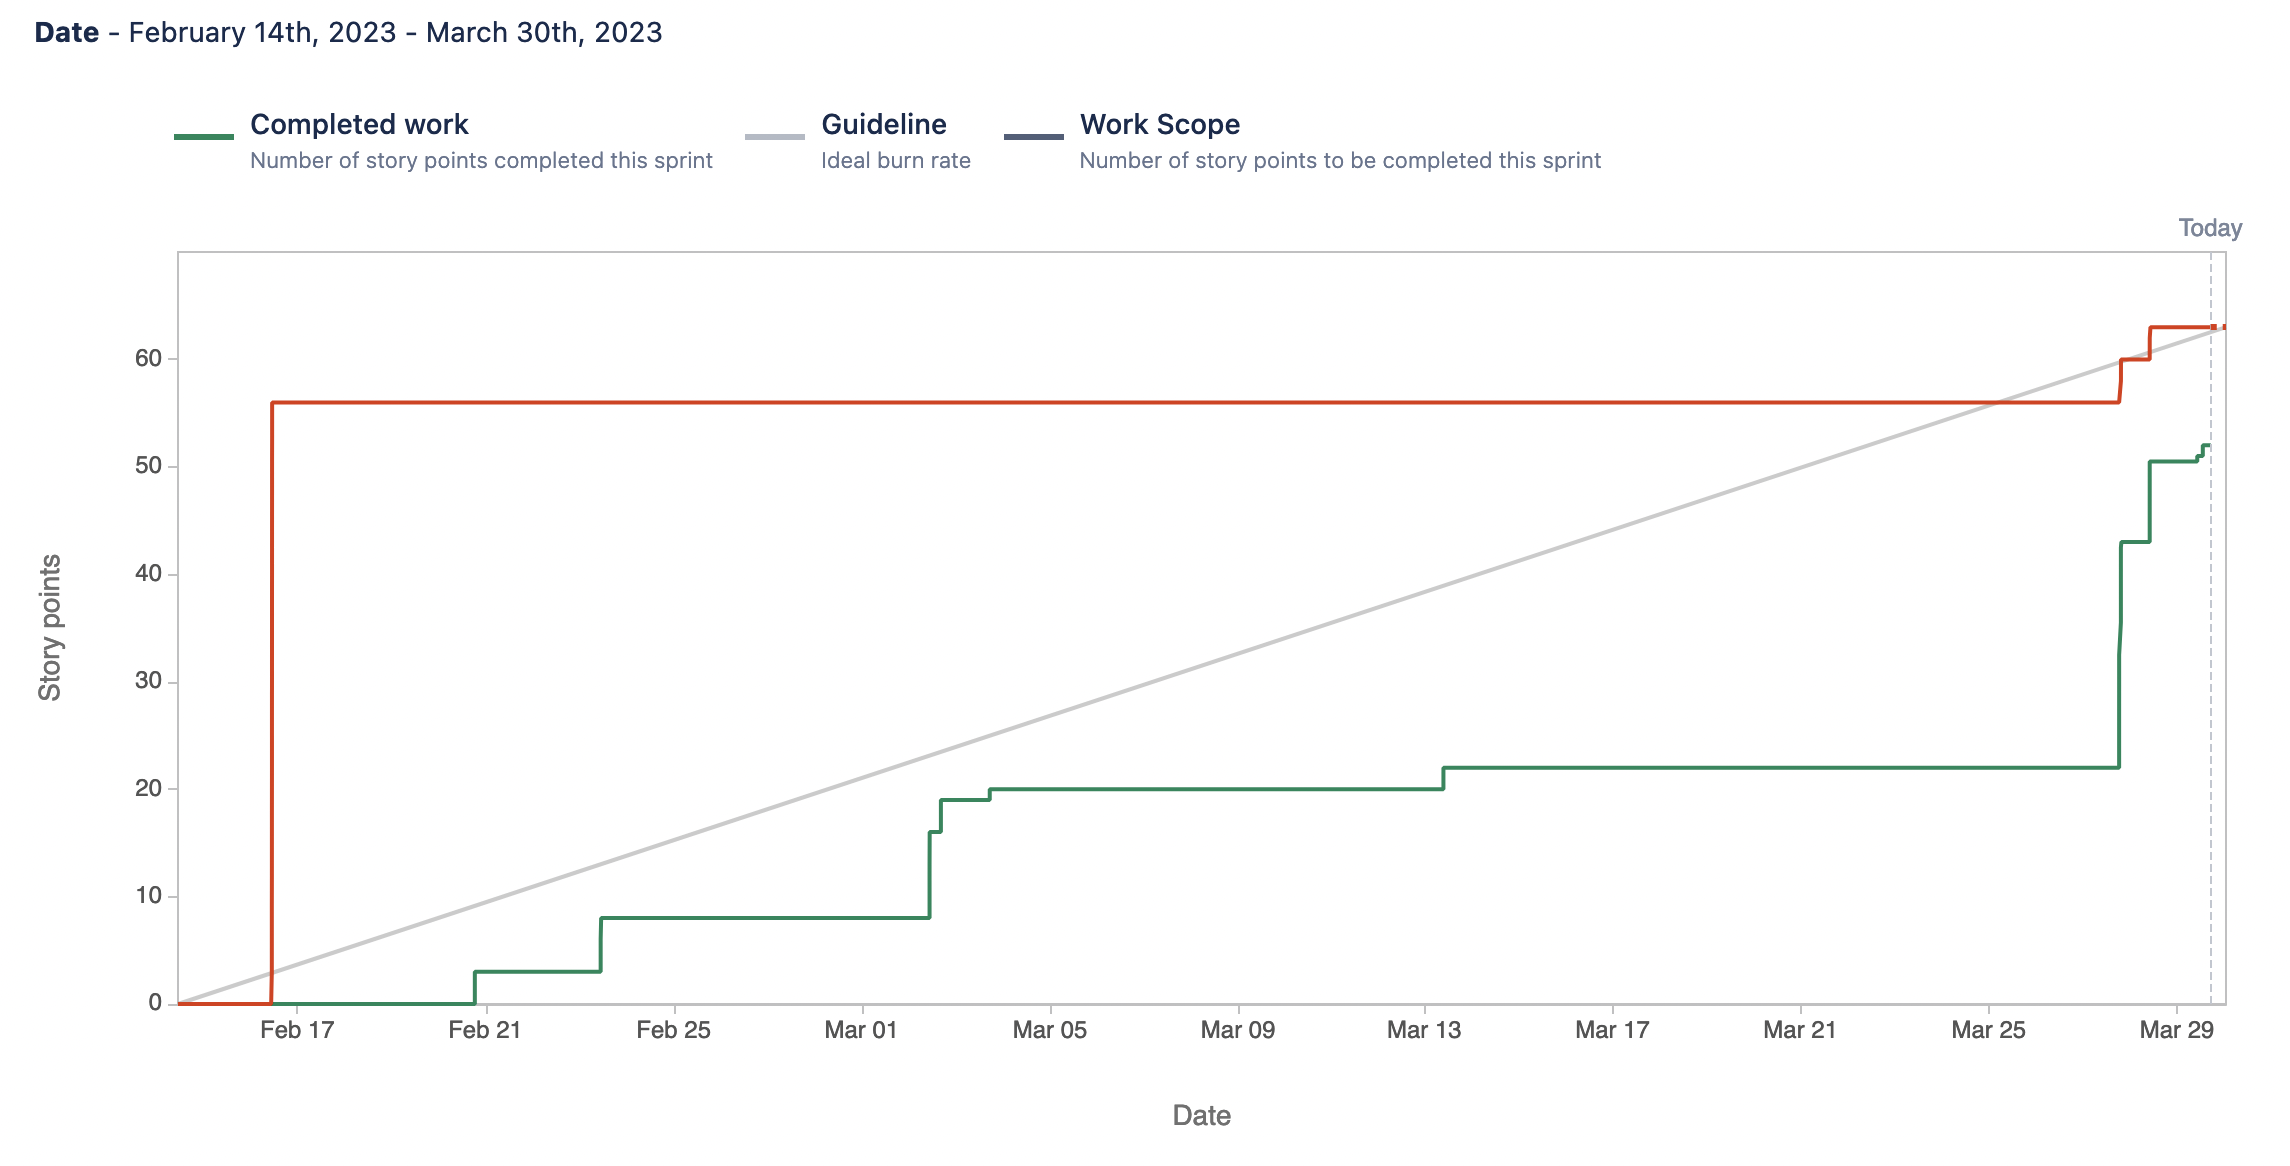 Date - February 14th, 2023 - March 30th, 2023
Completed work
Number of story points completed this sprint
Guideline
Ideal burn rate
Work Scope
Number of story points to be completed this sprint
Today
60
50
40
30
20
10
0
Story points
Feb 17 Feb 21 Feb 25 Mar 01 Mar 05 Mar 09 Mar 13 Mar 17 Mar 21 Mar 25 Mar 29
Date